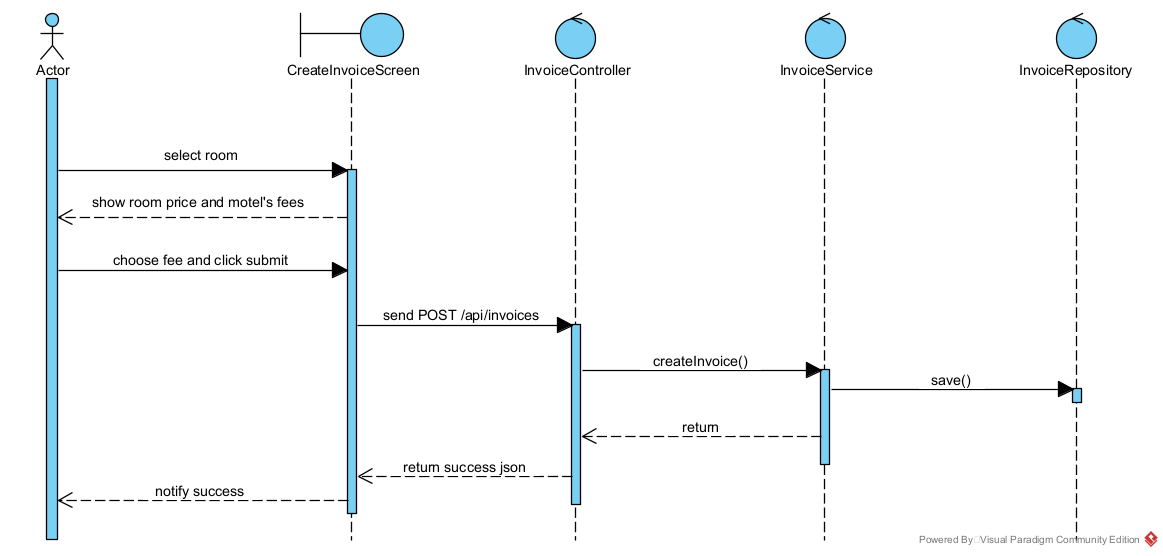 Actor
CreateInvoiceScreen
InvoiceController
InvoiceService
InvoiceRepository
select room
show room price and motel's fees
choose fee and click submit
send POST /api/invoices
createInvoice()
save()
return
return success json
notify success
Powered By Visual Paradigm Community Edition